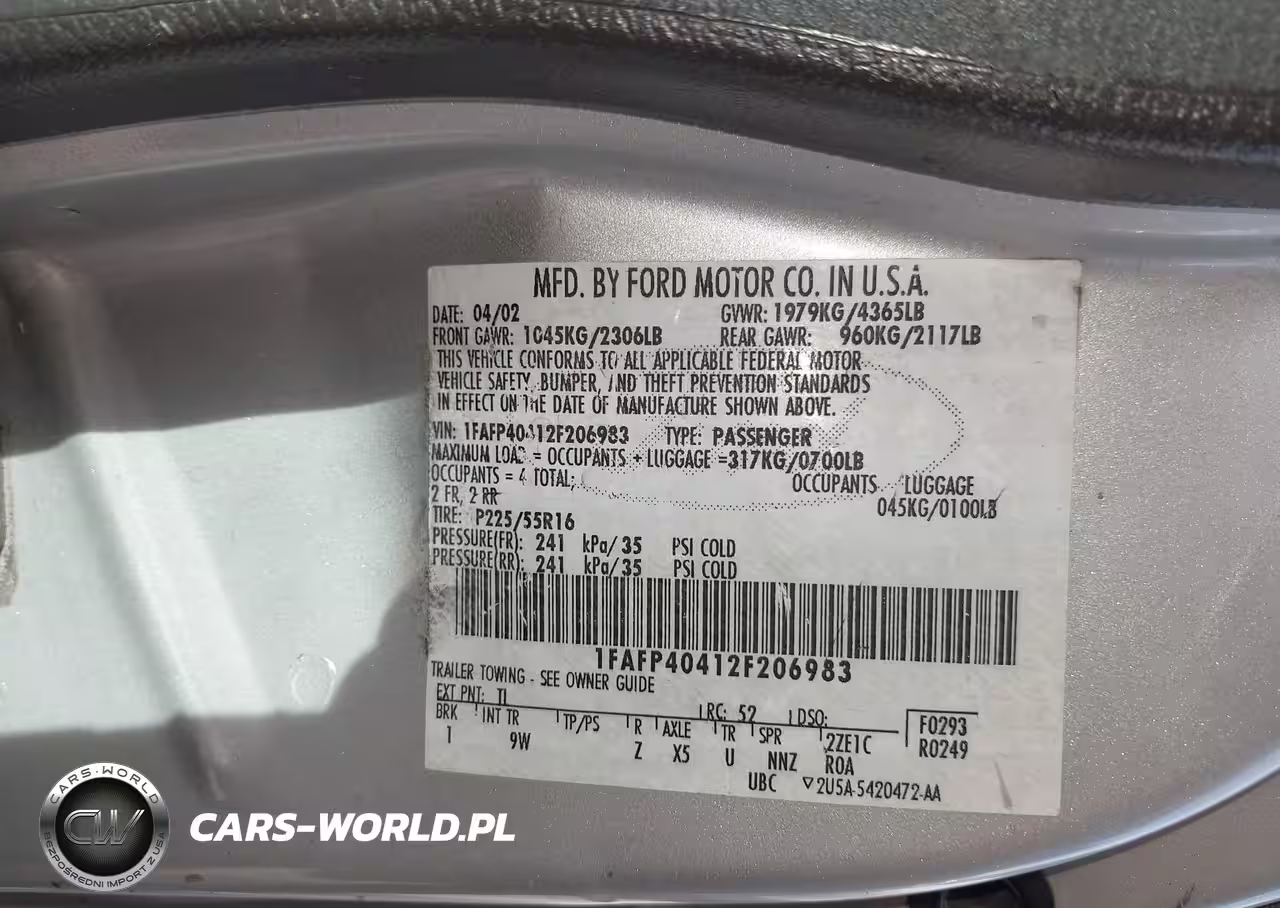 MFD. BY FORD MOTOR CO. IN U.S.A.
DATE: 04/02 GVWR: 1979KG/4365LB
FRONT GAWR: 1045KG/2306LB REAR GAWR: 960KG/2117LB
THIS VEHICLE CONFORMS TO ALL APPLICABLE FEDERAL MOTOR
VEHICLE SAFETY, BUMPER, AND THEFT PREVENTION STANDARDS
IN EFFECT ON THE DATE OF MANUFACTURE SHOWN ABOVE.
VIN: 1FAFP40412F206983 TYPE: PASSENGER
MAXIMUM LOAD = OCCUPANTS + LUGGAGE =317KG/0700LB
OCCUPANTS = 4 TOTAL; OCCUPANTS LUGGAGE
2 FR, 2 RR 045KG/0100LB
TIRE: P225/55R16
PRESSURE(FR): 241 kPa/35 PSI COLD
PRESSURE(RR): 241 kPa/35 PSI COLD
1FAFP40412F206983
TRAILER TOWING - SEE OWNER GUIDE
EXT PNT: TL RC: 52 DSO: F0293
BRK INT TR TP/PS R AXLE TR SPR 2ZE1C R0249
1 9W Z X5 U NNZ ROA
UBC ▽2U5A-5420472-AA
CARS-WORLD
CW
BEZPOŚREDNI IMPORT Z USA
CARS-WORLD.PL